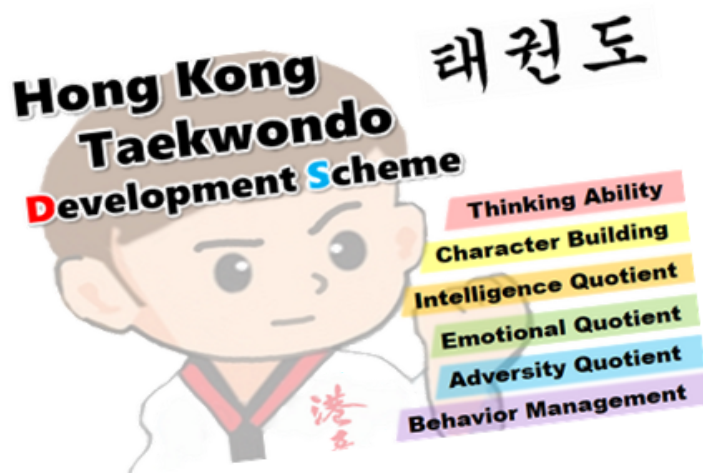 태권도
Hong Kong
Taekwondo
Development Scheme
Thinking Ability
Character Building
Intelligence Quotient
Emotional Quotient
Adversity Quotient
Behavior Management
港